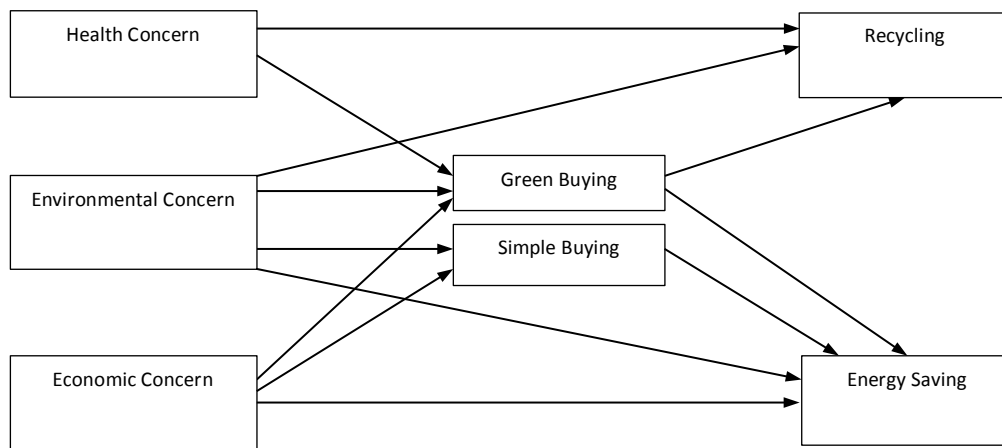 Health Concern
Recycling
Green Buying
Environmental Concern
Simple Buying
Economic Concern
Energy Saving